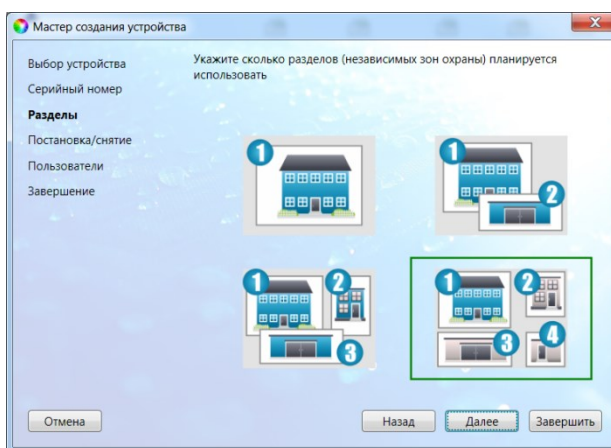 Мастер создания устройства
X
Выбор устройства
Серийный номер
Разделы
Постановка/снятие
Пользователи
Завершение
Укажите сколько разделов (независимых зон охраны) планируется
использовать
1
1
2
1
2
3
1
2
3
4
Отмена
Назад
Далее
Завершить